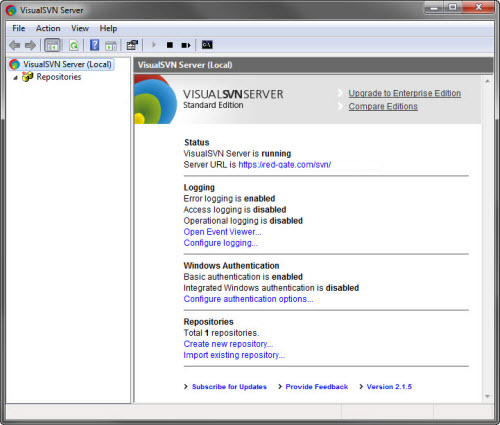 VisualSVN Server
File Action View Help
VisualSVN Server (Local)
Repositories
VisualSVN Server (Local)
VISUALSVNSERVER
Standard Edition
Upgrade to Enterprise Edition
Compare Editions
Status
VisualSVN Server is running
Server URL is https://red-gate.com/svn/
Logging
Error logging is enabled
Access logging is disabled
Operational logging is disabled
Open Event Viewer...
Configure logging...
Windows Authentication
Basic authentication is enabled
Integrated Windows authentication is disabled
Configure authentication options...
Repositories
Total 1 repositories.
Create new repository...
Import existing repository...
Subscribe for Updates Provide Feedback Version 2.1.5